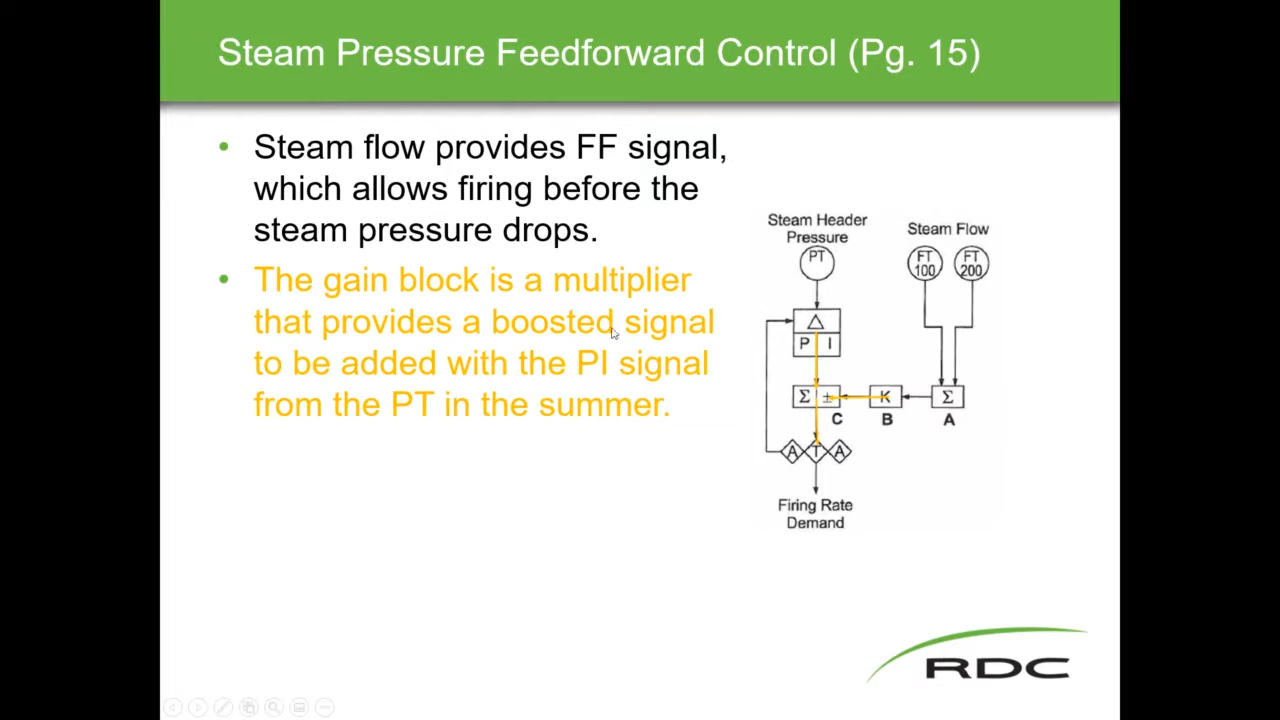 Steam Pressure Feedforward Control (Pg. 15)
• Steam flow provides FF signal,
which allows firing before the
steam pressure drops.
• The gain block is a multiplier
that provides a boosted signal
to be added with the PI signal
from the PT in the summer.
Steam Header
Pressure
Steam Flow
PT
FT
100
FT
200
△
P I
Σ ±
K
Σ
C
B
A
A T A
Firing Rate
Demand
RDC